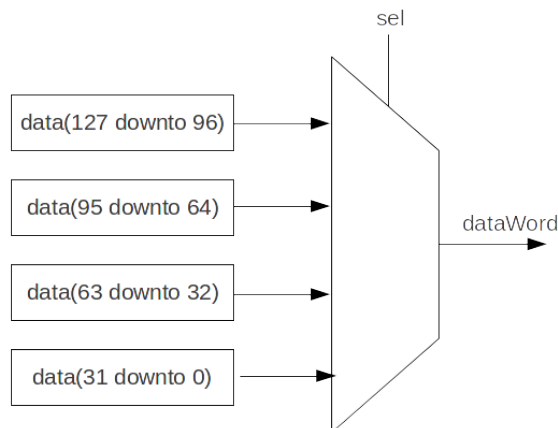 sel
data(127 downto 96)
data(95 downto 64)
dataWord
data(63 downto 32)
data(31 downto 0)